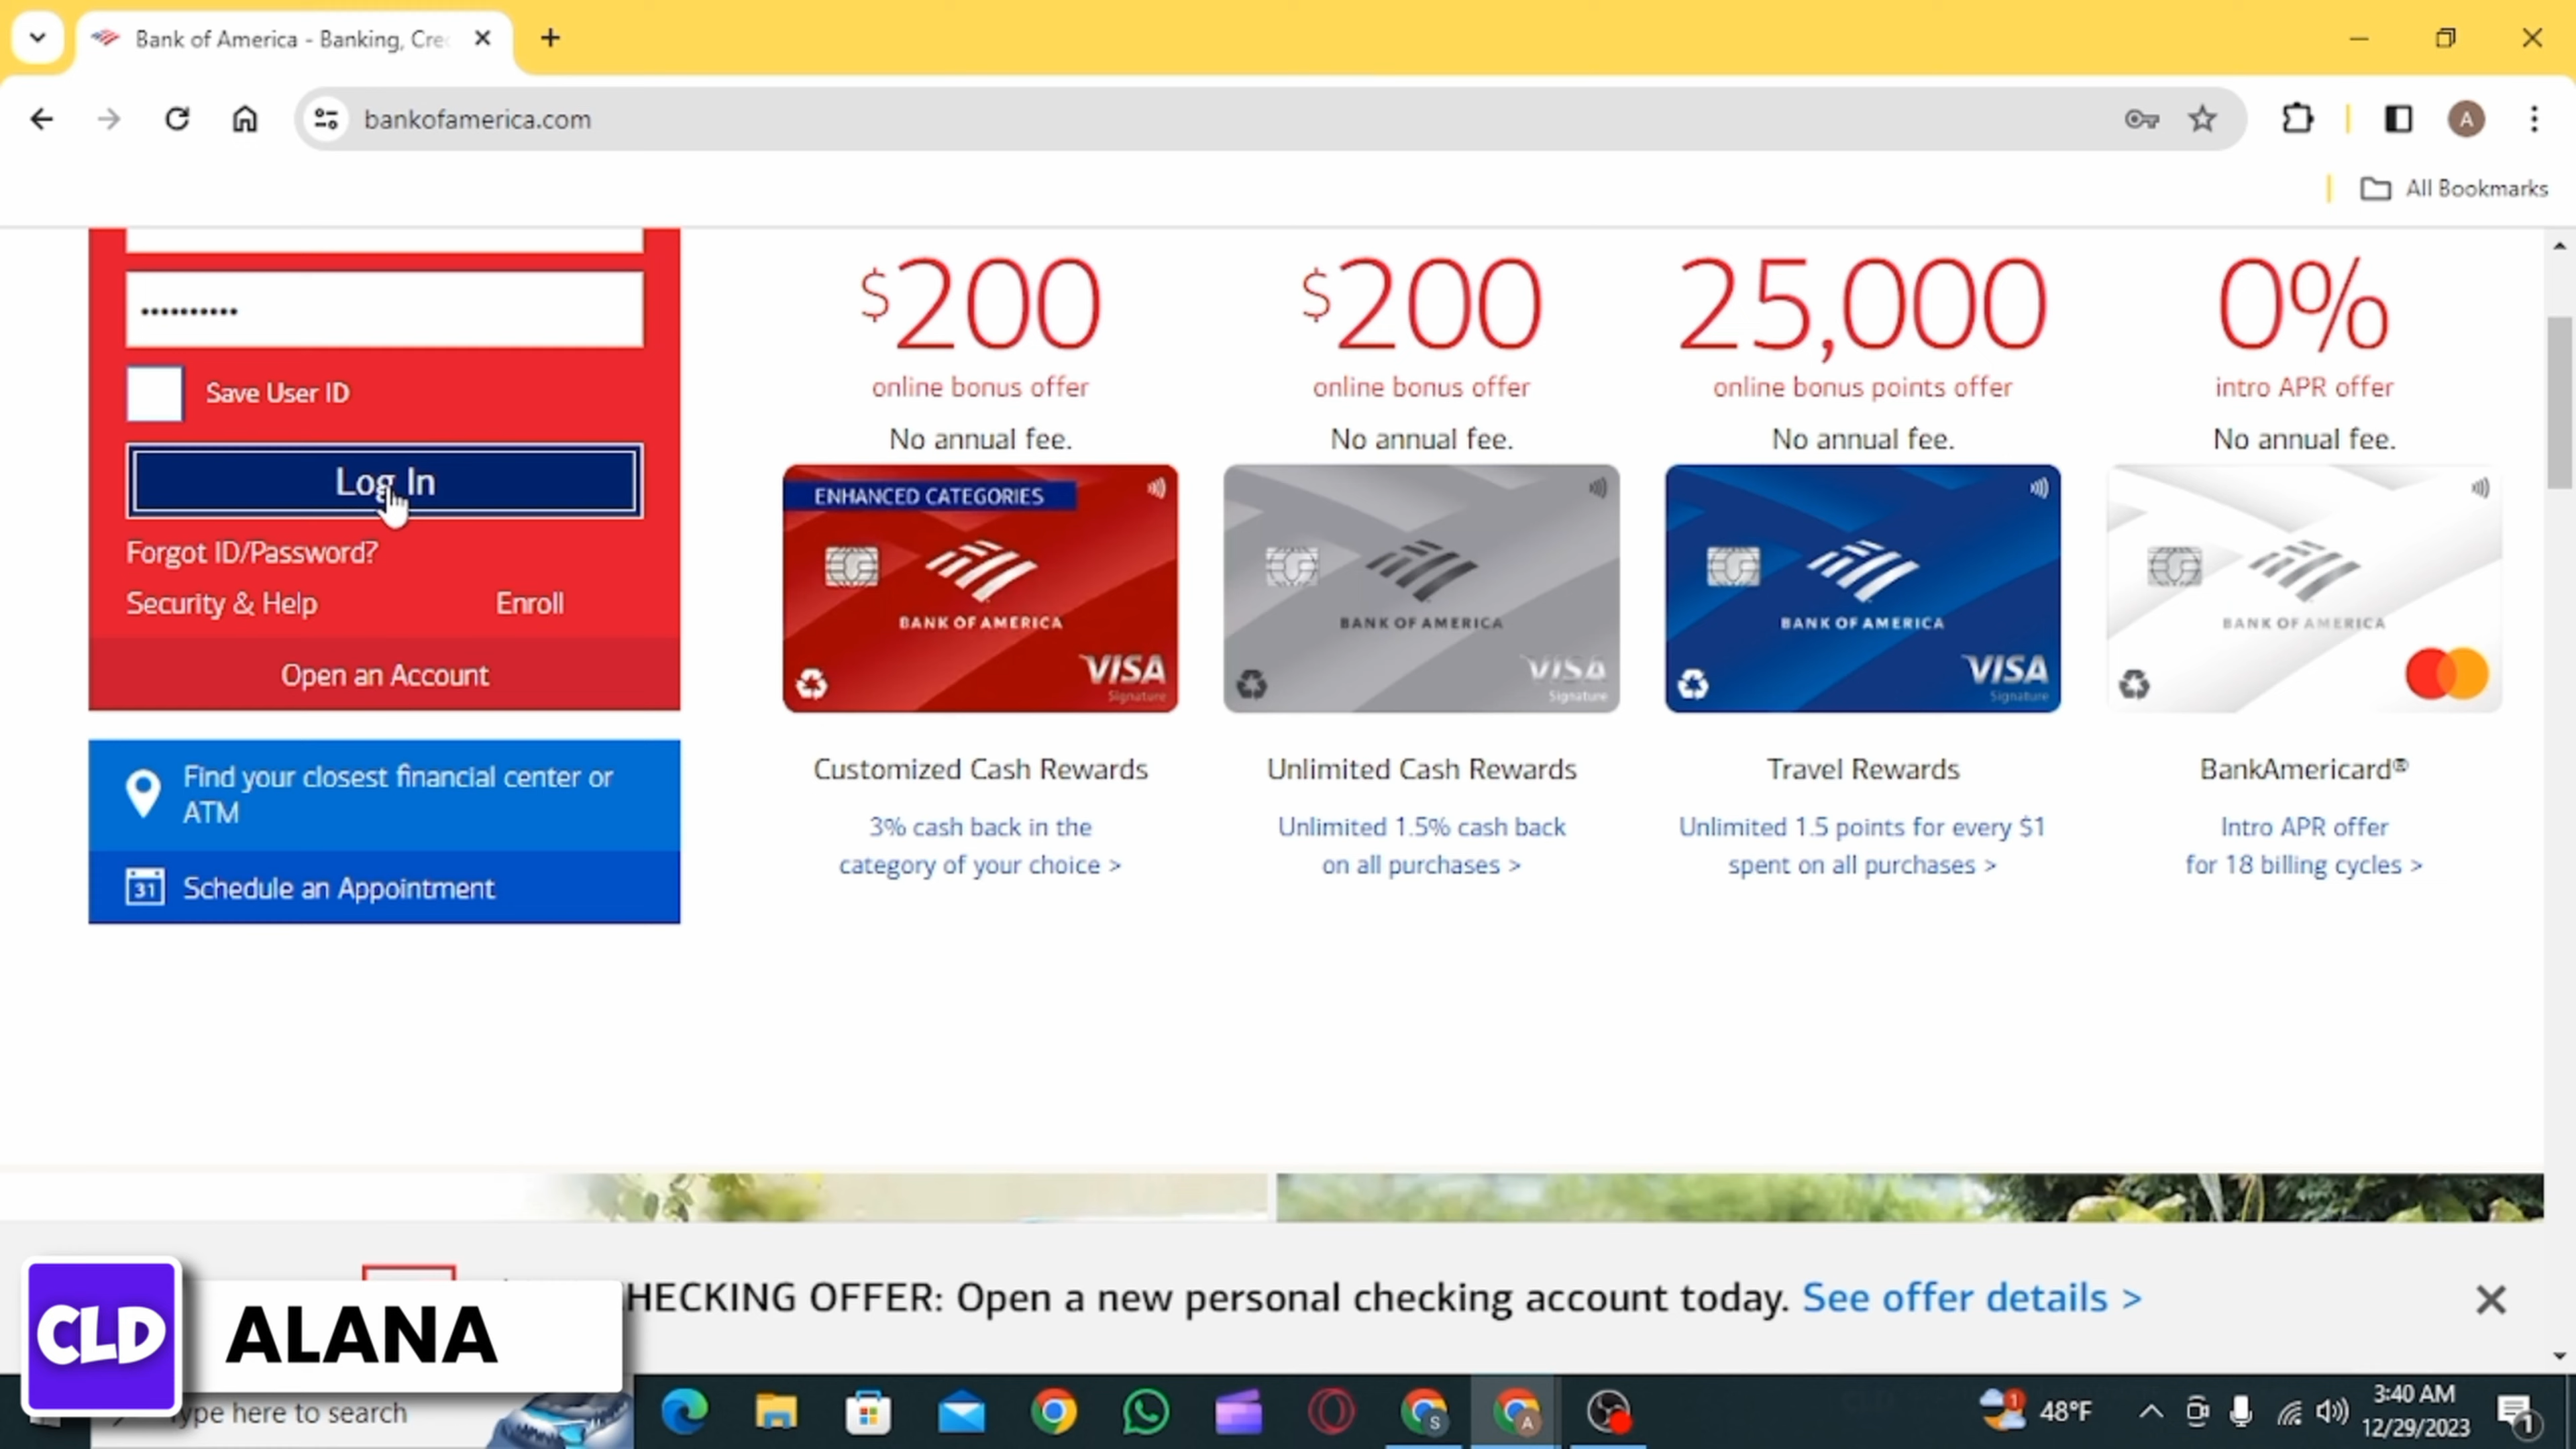 Bank of America - Banking, Cre
bankofamerica.com
A
All Bookmarks
••••••••••
Save User ID
Log In
Forgot ID/Password?
Security & Help
Enroll
Open an Account
Find your closest financial center or
ATM
31
Schedule an Appointment
$200
online bonus offer
No annual fee.
ENHANCED CATEGORIES
BANK OF AMERICA
VISA
Signature
Customized Cash Rewards
3% cash back in the
category of your choice >
$200
online bonus offer
No annual fee.
BANK OF AMERICA
VISA
Signature
Unlimited Cash Rewards
Unlimited 1.5% cash back
on all purchases >
25,000
online bonus points offer
No annual fee.
BANK OF AMERICA
VISA
Signature
Travel Rewards
Unlimited 1.5 points for every $1
spent on all purchases >
0%
intro APR offer
No annual fee.
BANK OF AMERICA
BankAmericard®
Intro APR offer
for 18 billing cycles >
HECKING OFFER: Open a new personal checking account today. See offer details >
CLD
ALANA
Type here to search
S
A
1
48°F
3:40 AM
12/29/2023
1